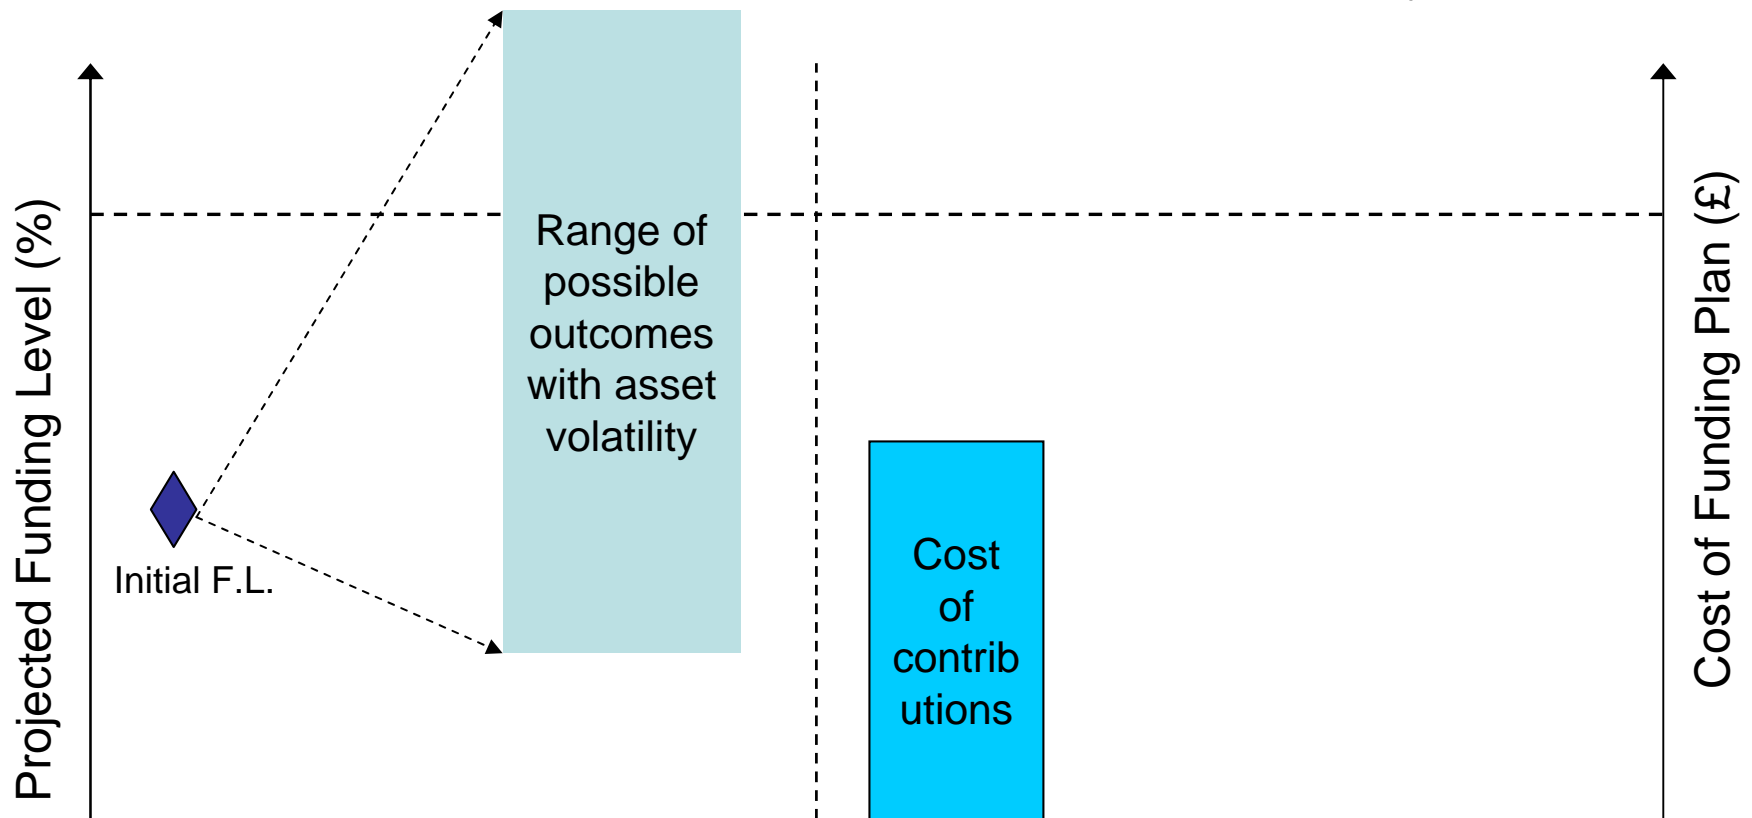 Projected Funding Level (%)
Initial F.L.
Range of
possible
outcomes
with asset
volatility
Cost
of
contrib
utions
Cost of Funding Plan (£)